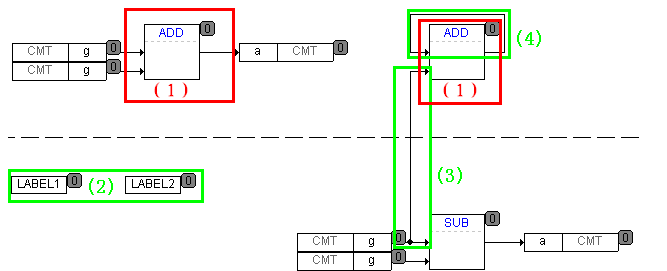 ADD 0
CMT g 0
CMT g 0
a CMT 0
(1)
ADD 0
(4)
(1)
LABEL1 0
(2)
LABEL2 0
(3)
SUB 0
CMT g 0
CMT g 0
a CMT 0